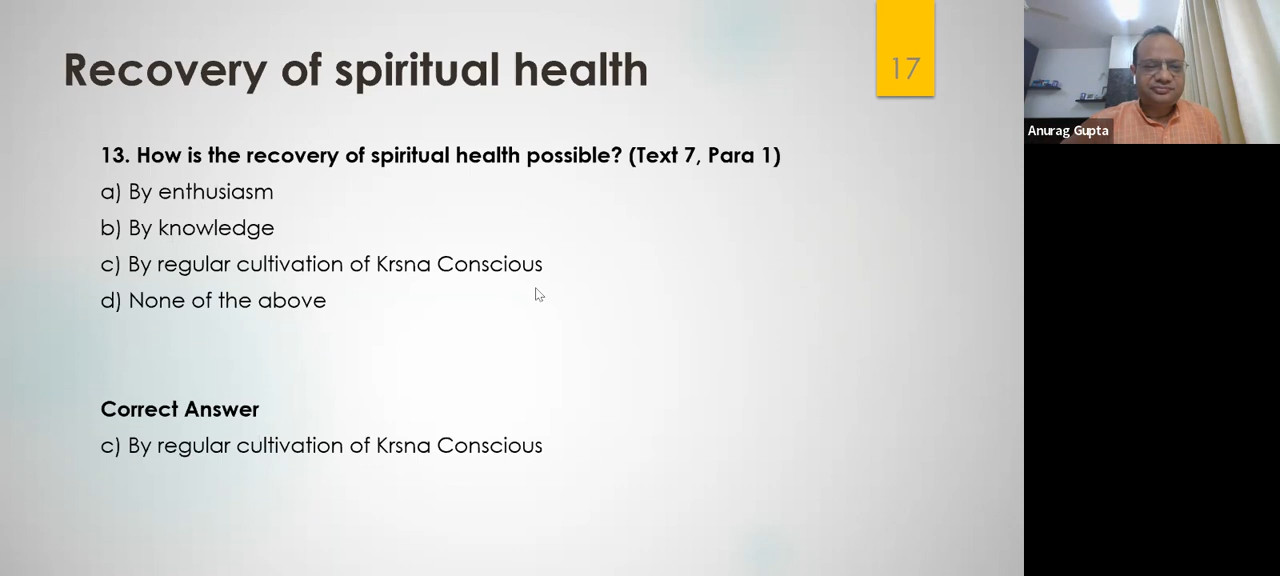 Recovery of spiritual health
17
Anurag Gupta
13. How is the recovery of spiritual health possible? (Text 7, Para 1)
a) By enthusiasm
b) By knowledge
c) By regular cultivation of Krsna Conscious
d) None of the above
Correct Answer
c) By regular cultivation of Krsna Conscious